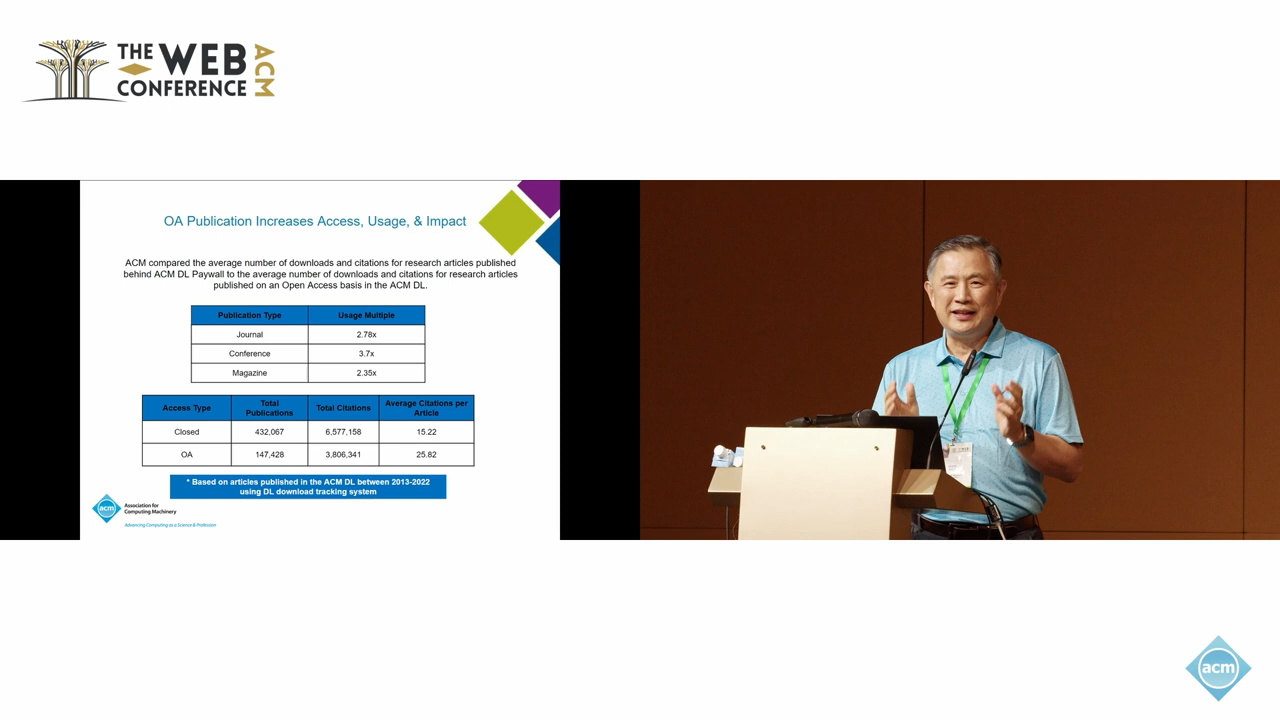 THE WEB
CONFERENCE
ACM
OA Publication Increases Access, Usage, & Impact
ACM compared the average number of downloads and citations for research articles published
behind ACM DL Paywall to the average number of downloads and citations for research articles
published on an Open Access basis in the ACM DL.
Publication Type Usage Multiple
Journal 2.78x
Conference 3.7x
Magazine 2.35x
Access Type Total Publications Total Citations Average Citations per Article
Closed 432,067 6,577,158 15.22
OA 147,428 3,806,341 25.82
* Based on articles published in the ACM DL between 2013-2022
using DL download tracking system
acm
Association for
Computing Machinery
Advancing Computing as a Science & Profession
acm